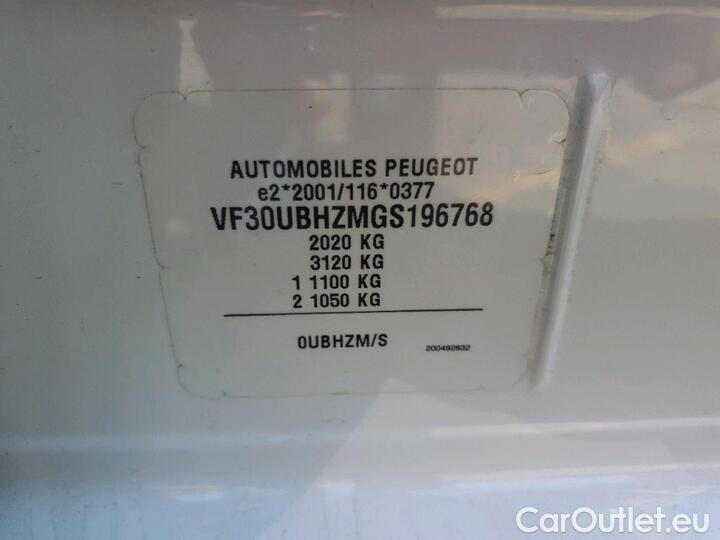 AUTOMOBILES PEUGEOT
e2*2001/116*0377
VF30UBHZMGS196768
2020 KG
3120 KG
1 1100 KG
2 1050 KG
0UBHZM/S
200492832
CarOutlet.eu